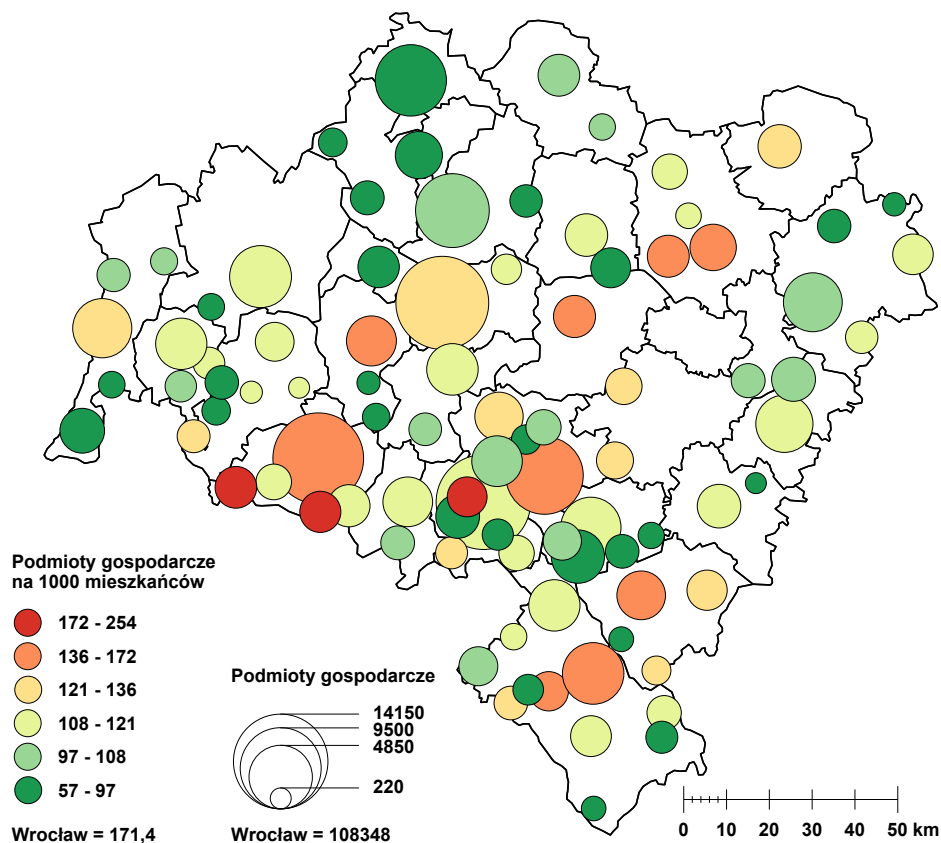 Podmioty gospodarcze
na 1000 mieszkańców
172 - 254
136 - 172
121 - 136
108 - 121
97 - 108
57 - 97
Wrocław = 171,4
Podmioty gospodarcze
14150
9500
4850
220
Wrocław = 108348
0 10 20 30 40 50 km